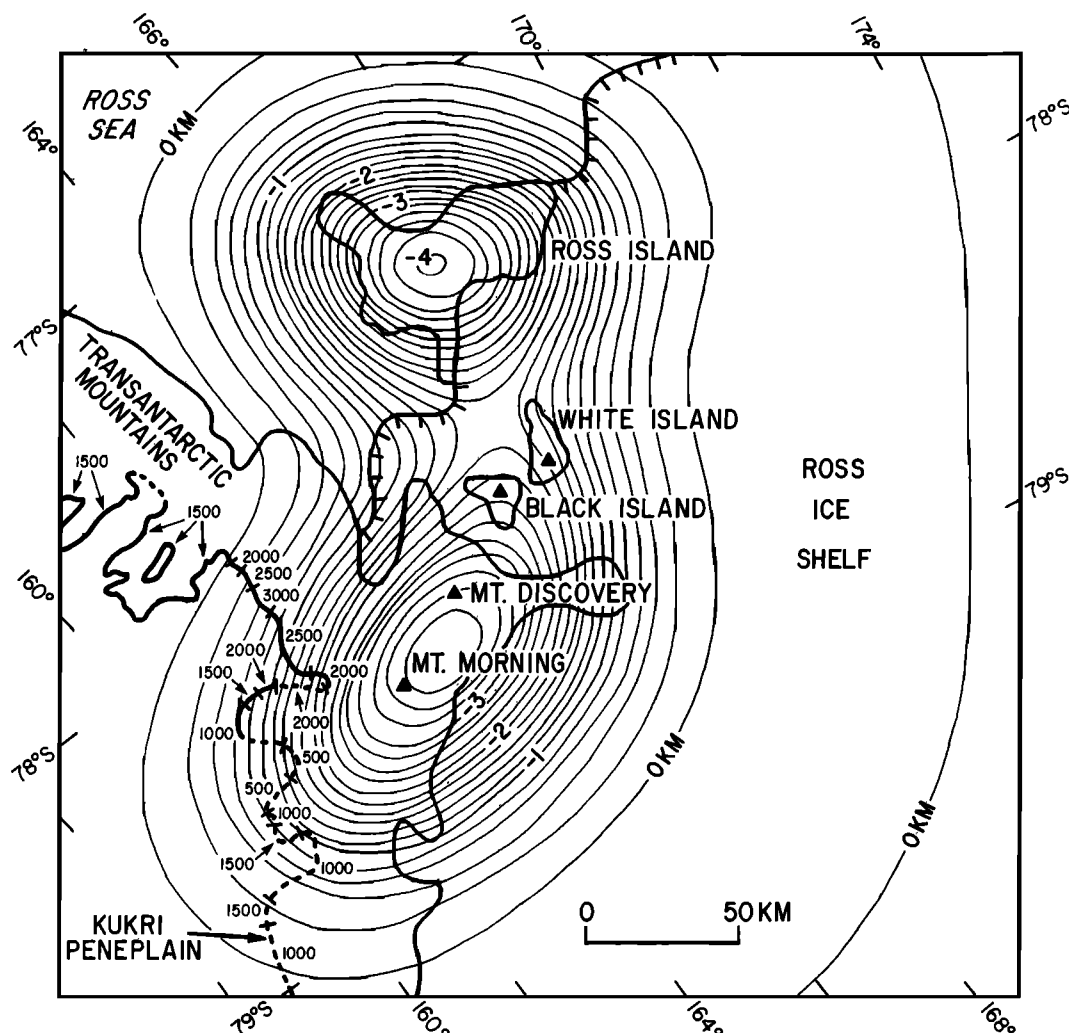 166°
170°
174°
ROSS
SEA
0 KM
78°S
164°
-1
-2
-3
-4
ROSS ISLAND
77°S
TRANSANTARCTIC
MOUNTAINS
WHITE ISLAND
1500
ROSS
ICE
SHELF
79°S
1500
BLACK ISLAND
2000
2500
3000
160°
MT. DISCOVERY
2500
2000
MT. MORNING
1500
2000
2000
-3
1000
500
-2
-1
0 KM
78°S
500
1000
0 KM
1500
1000
1500
0
50 KM
KUKRI
PENEPLAIN
1000
79°S
160°
164°
168°